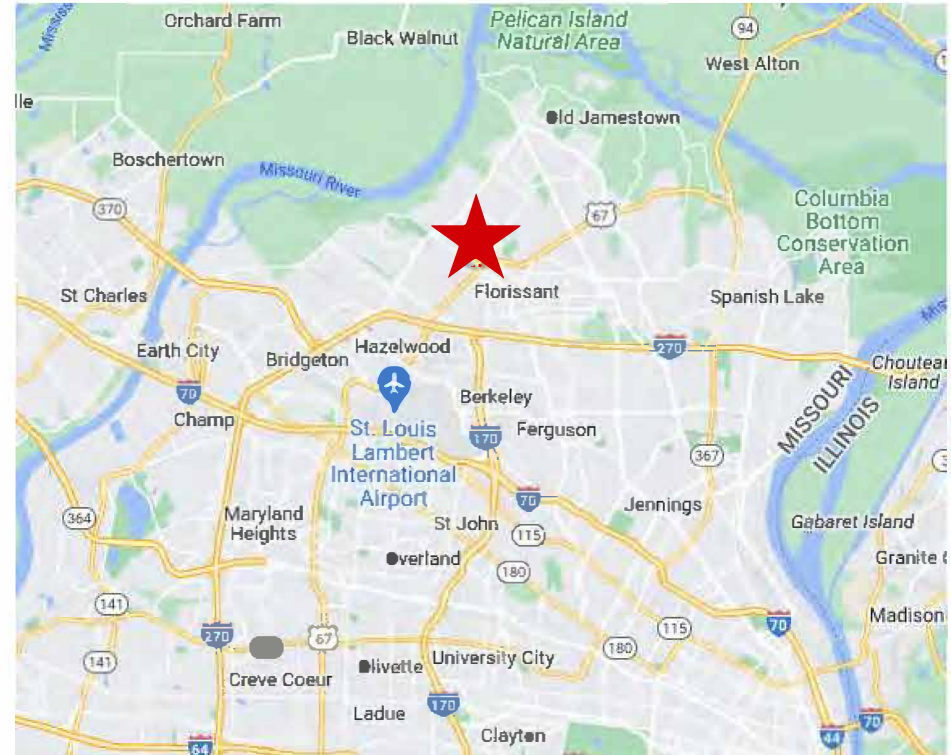 Orchard Farm
Black Walnut
Pelican Island
Natural Area
94
West Alton
lle
Old Jamestown
Boschertown
Missouri River
370
67
Columbia
Bottom
Conservation
Area
St Charles
Florissant
Spanish Lake
Earth City
Bridgeton
Hazelwood
270
Chouteau
Island
70
Champ
Berkeley
MISSOURI
ILLINOIS
St. Louis
Lambert
International
Airport
170
Ferguson
367
70
Jennings
364
Maryland
Heights
St John
115
Gabaret Island
Overland
180
Granite
141
Madison
270
67
115
70
180
141
Creve Coeur
Olivette
University City
170
Ladue
Clayton
64
44
70